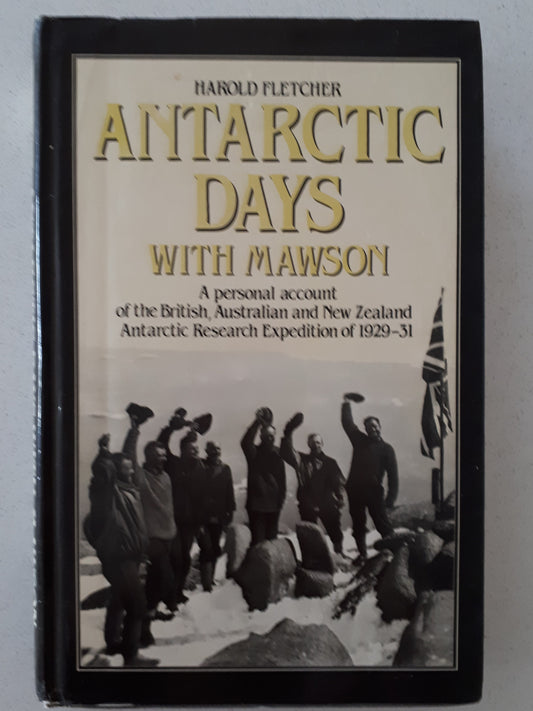 HAROLD FLETCHER
ANTARCTIC
DAYS
WITH MAWSON
A personal account
of the British, Australian and New Zealand
Antarctic Research Expedition of 1929–31